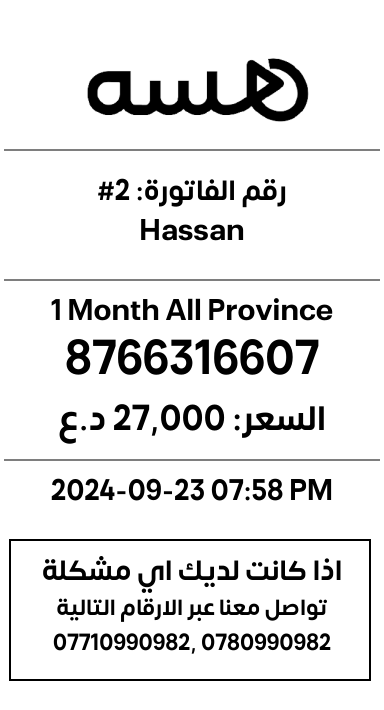 هسه
رقم الفاتورة: 2#
Hassan
1 Month All Province
8766316607
السعر: 27,000 د.ع
2024-09-23 07:58 PM
اذا كانت لديك اي مشكلة
تواصل معنا عبر الارقام التالية
07710990982, 0780990982